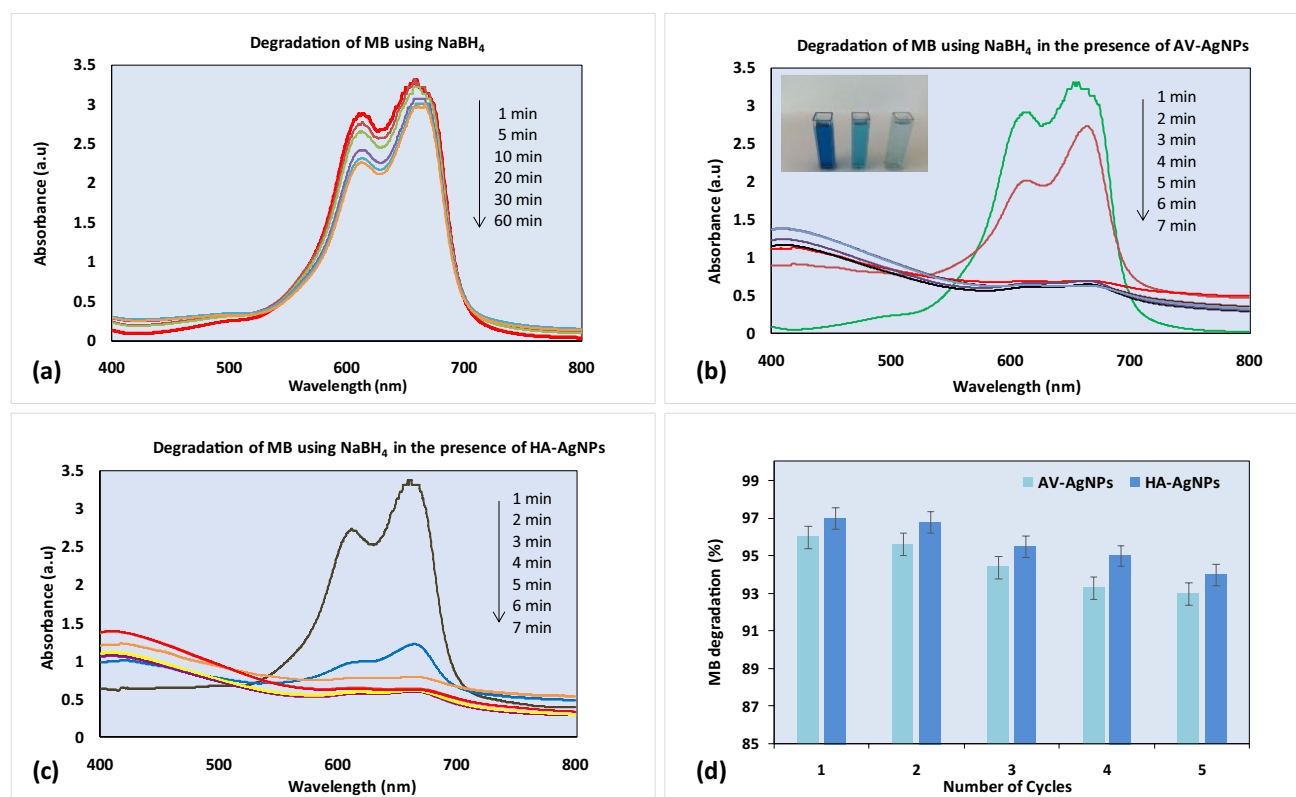 Degradation of MB using NaBH₄
Absorbance (a.u)
3.5
3
2.5
2
1.5
1
0.5
0
1 min
5 min
10 min
20 min
30 min
60 min
400
500
600
700
800
Wavelength (nm)
(a)
Degradation of MB using NaBH₄ in the presence of AV-AgNPs
Absorbance (a.u)
3.5
3
2.5
2
1.5
1
0.5
0
1 min
2 min
3 min
4 min
5 min
6 min
7 min
400
500
600
700
800
Wavelength (nm)
(b)
Degradation of MB using NaBH₄ in the presence of HA-AgNPs
Absorbance (a.u)
3.5
3
2.5
2
1.5
1
0.5
0
1 min
2 min
3 min
4 min
5 min
6 min
7 min
400
500
600
700
800
Wavelength (nm)
(c)
AV-AgNPs HA-AgNPs
MB degradation (%)
99
97
95
93
91
89
87
85
1
2
3
4
5
Number of Cycles
(d)